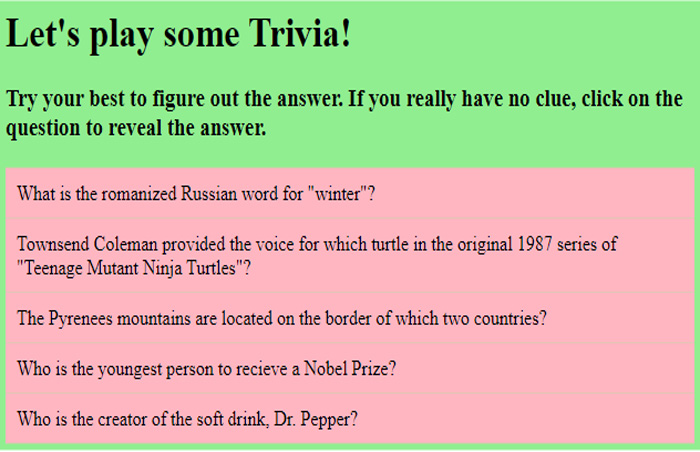 Let's play some Trivia!
Try your best to figure out the answer. If you really have no clue, click on the
question to reveal the answer.
What is the romanized Russian word for "winter"?
Townsend Coleman provided the voice for which turtle in the original 1987 series of
"Teenage Mutant Ninja Turtles"?
The Pyrenees mountains are located on the border of which two countries?
Who is the youngest person to recieve a Nobel Prize?
Who is the creator of the soft drink, Dr. Pepper?